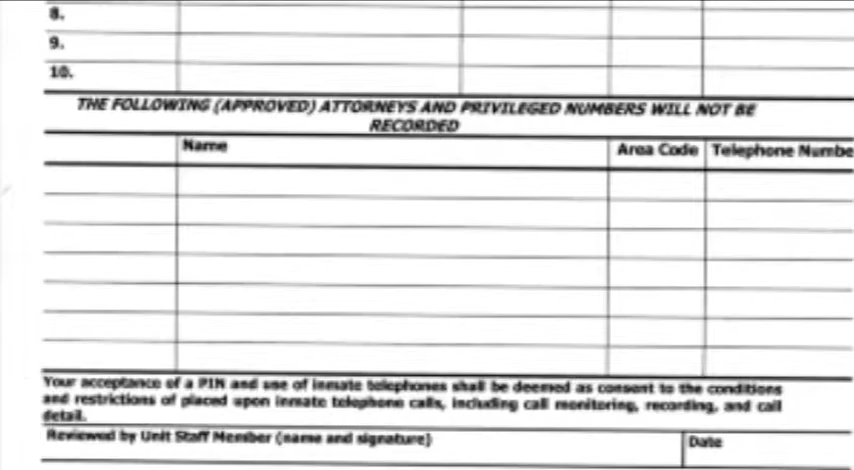 8.
9.
10.
THE FOLLOWING (APPROVED) ATTORNEYS AND PRIVILEGED NUMBERS WILL NOT BE
RECORDED
Name Area Code Telephone Numbe
Your acceptance of a PIN and use of inmate telephones shall be deemed as consent to the conditions
and restrictions of placed upon inmate telephone calls, including call monitoring, recording, and call
detail.
Reviewed by Unit Staff Member (name and signature) Date